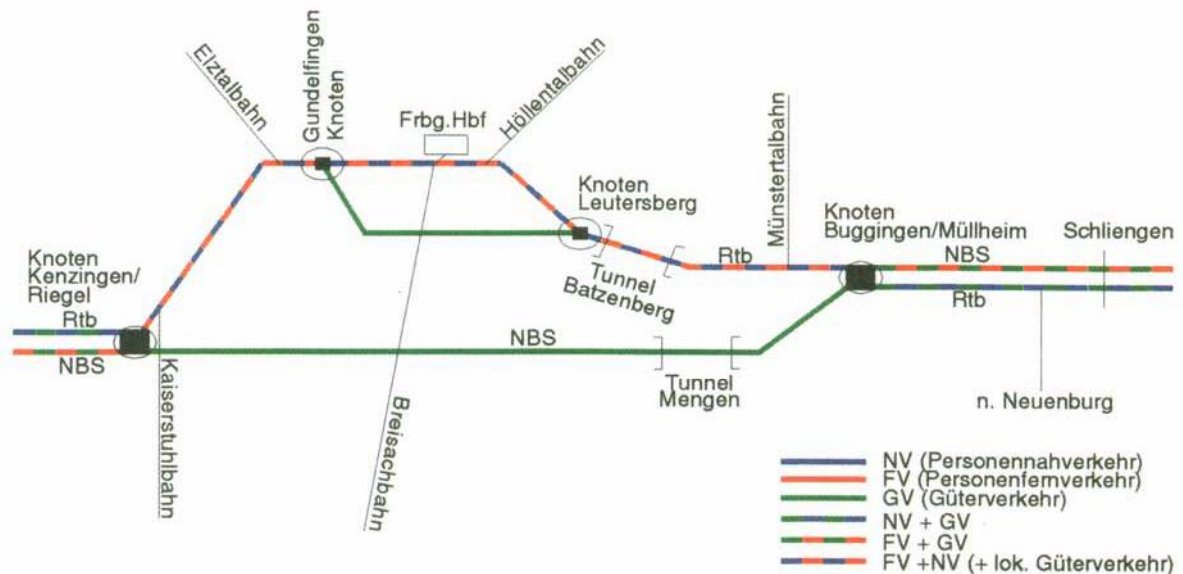 Elztalbahn
Gundelfingen
Knoten
Frbg.Hbf
Höllentalbahn
Knoten
Leutersberg
Münstertalbahn
Knoten
Buggingen/Müllheim
Schliengen
Knoten
Kenzingen/
Riegel
Rtb
NBS
Kaiserstuhlbahn
Breisachbahn
NBS
Tunnel
Batzenberg
Rtb
NBS
Rtb
Tunnel
Mengen
n. Neuenburg
NV (Personennahverkehr)
FV (Personenfernverkehr)
GV (Güterverkehr)
NV + GV
FV + GV
FV +NV (+ lok. Güterverkehr)